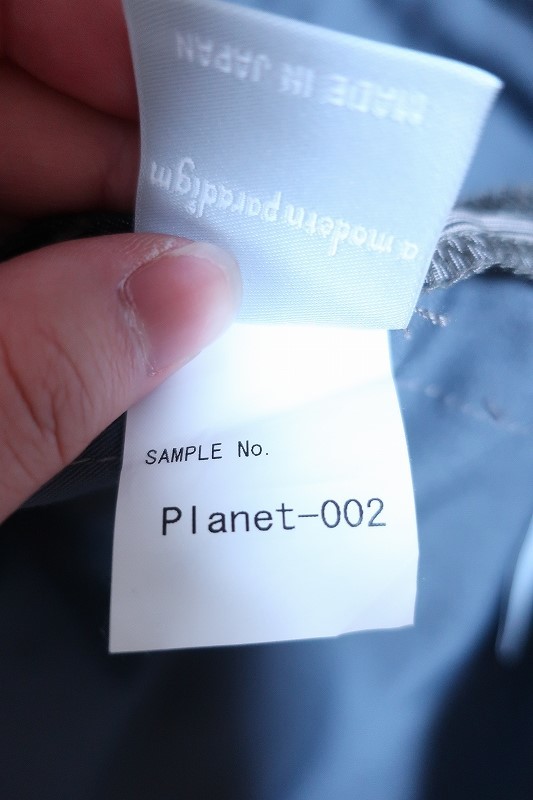 MADE IN JAPAN
a modern paradigm
SAMPLE No.
Planet-002